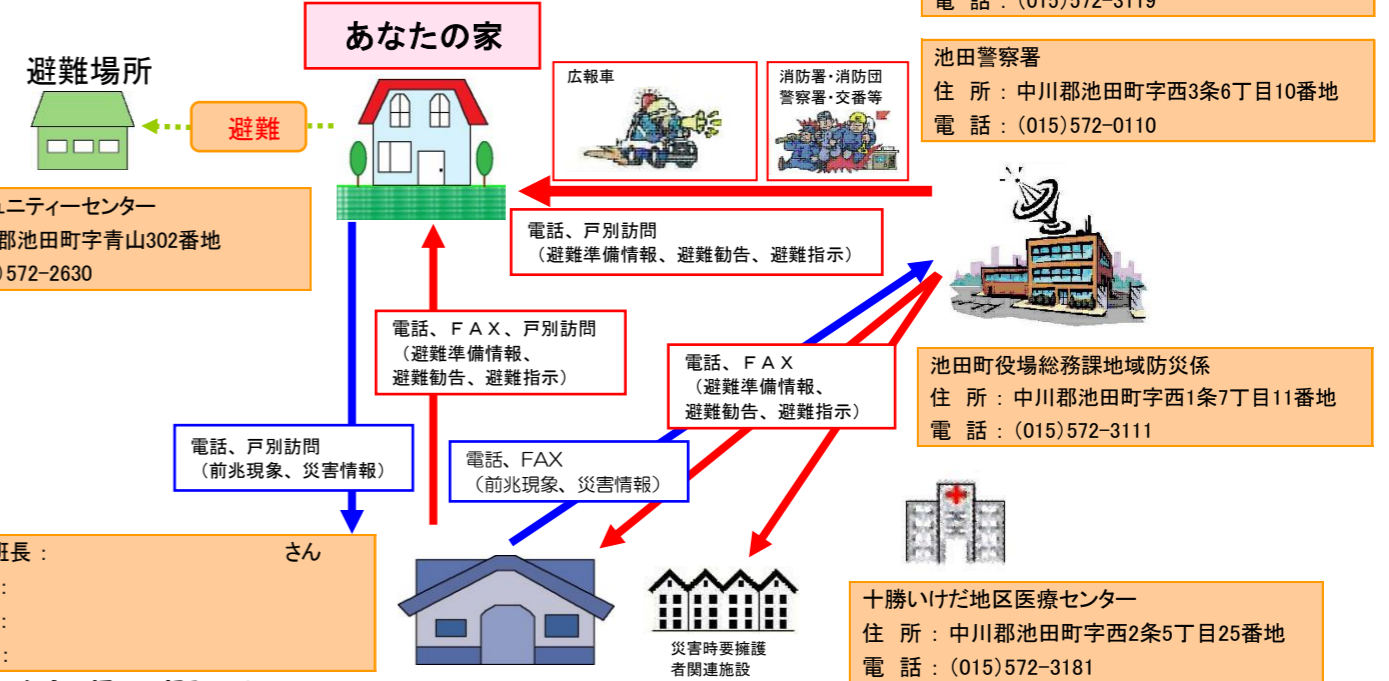 電 話：(015)572-3119
あなたの家
避難場所
避難
広報車
消防署・消防団
警察署・交番等
池田警察署
住 所：中川郡池田町字西3条6丁目10番地
電 話：(015)572-0110
ュニティーセンター
郡池田町字青山302番地
)572-2630
電話、戸別訪問
（避難準備情報、避難勧告、避難指示）
電話、ＦＡＸ、戸別訪問
（避難準備情報、
避難勧告、避難指示）
電話、ＦＡＸ
（避難準備情報、
避難勧告、避難指示）
池田町役場総務課地域防災係
住 所：中川郡池田町字西1条7丁目11番地
電 話：(015)572-3111
電話、戸別訪問
（前兆現象、災害情報）
電話、FAX
（前兆現象、災害情報）
班長： さん
：
：
：
災害時要擁護
者関連施設
十勝いけだ地区医療センター
住 所：中川郡池田町字西2条5丁目25番地
電 話：(015)572-3181